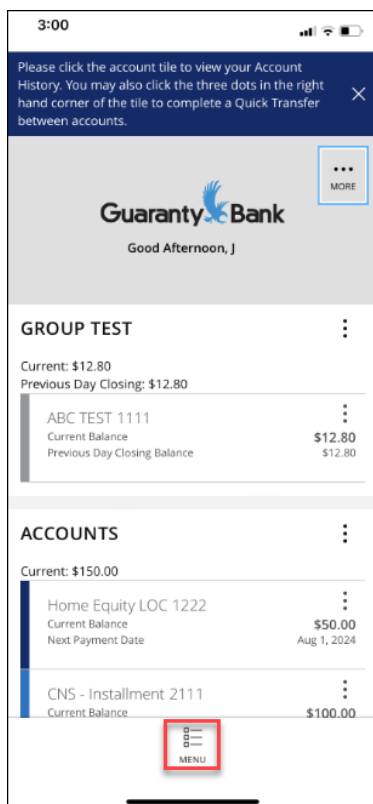 3:00
Please click the account tile to view your Account
History. You may also click the three dots in the right
hand corner of the tile to complete a Quick Transfer
between accounts.
MORE
Guaranty Bank
Good Afternoon, J
GROUP TEST
Current: $12.80
Previous Day Closing: $12.80
ABC TEST 1111
Current Balance $12.80
Previous Day Closing Balance $12.80
ACCOUNTS
Current: $150.00
Home Equity LOC 1222
Current Balance $50.00
Next Payment Date Aug 1, 2024
CNS - Installment 2111
Current Balance $100.00
MENU